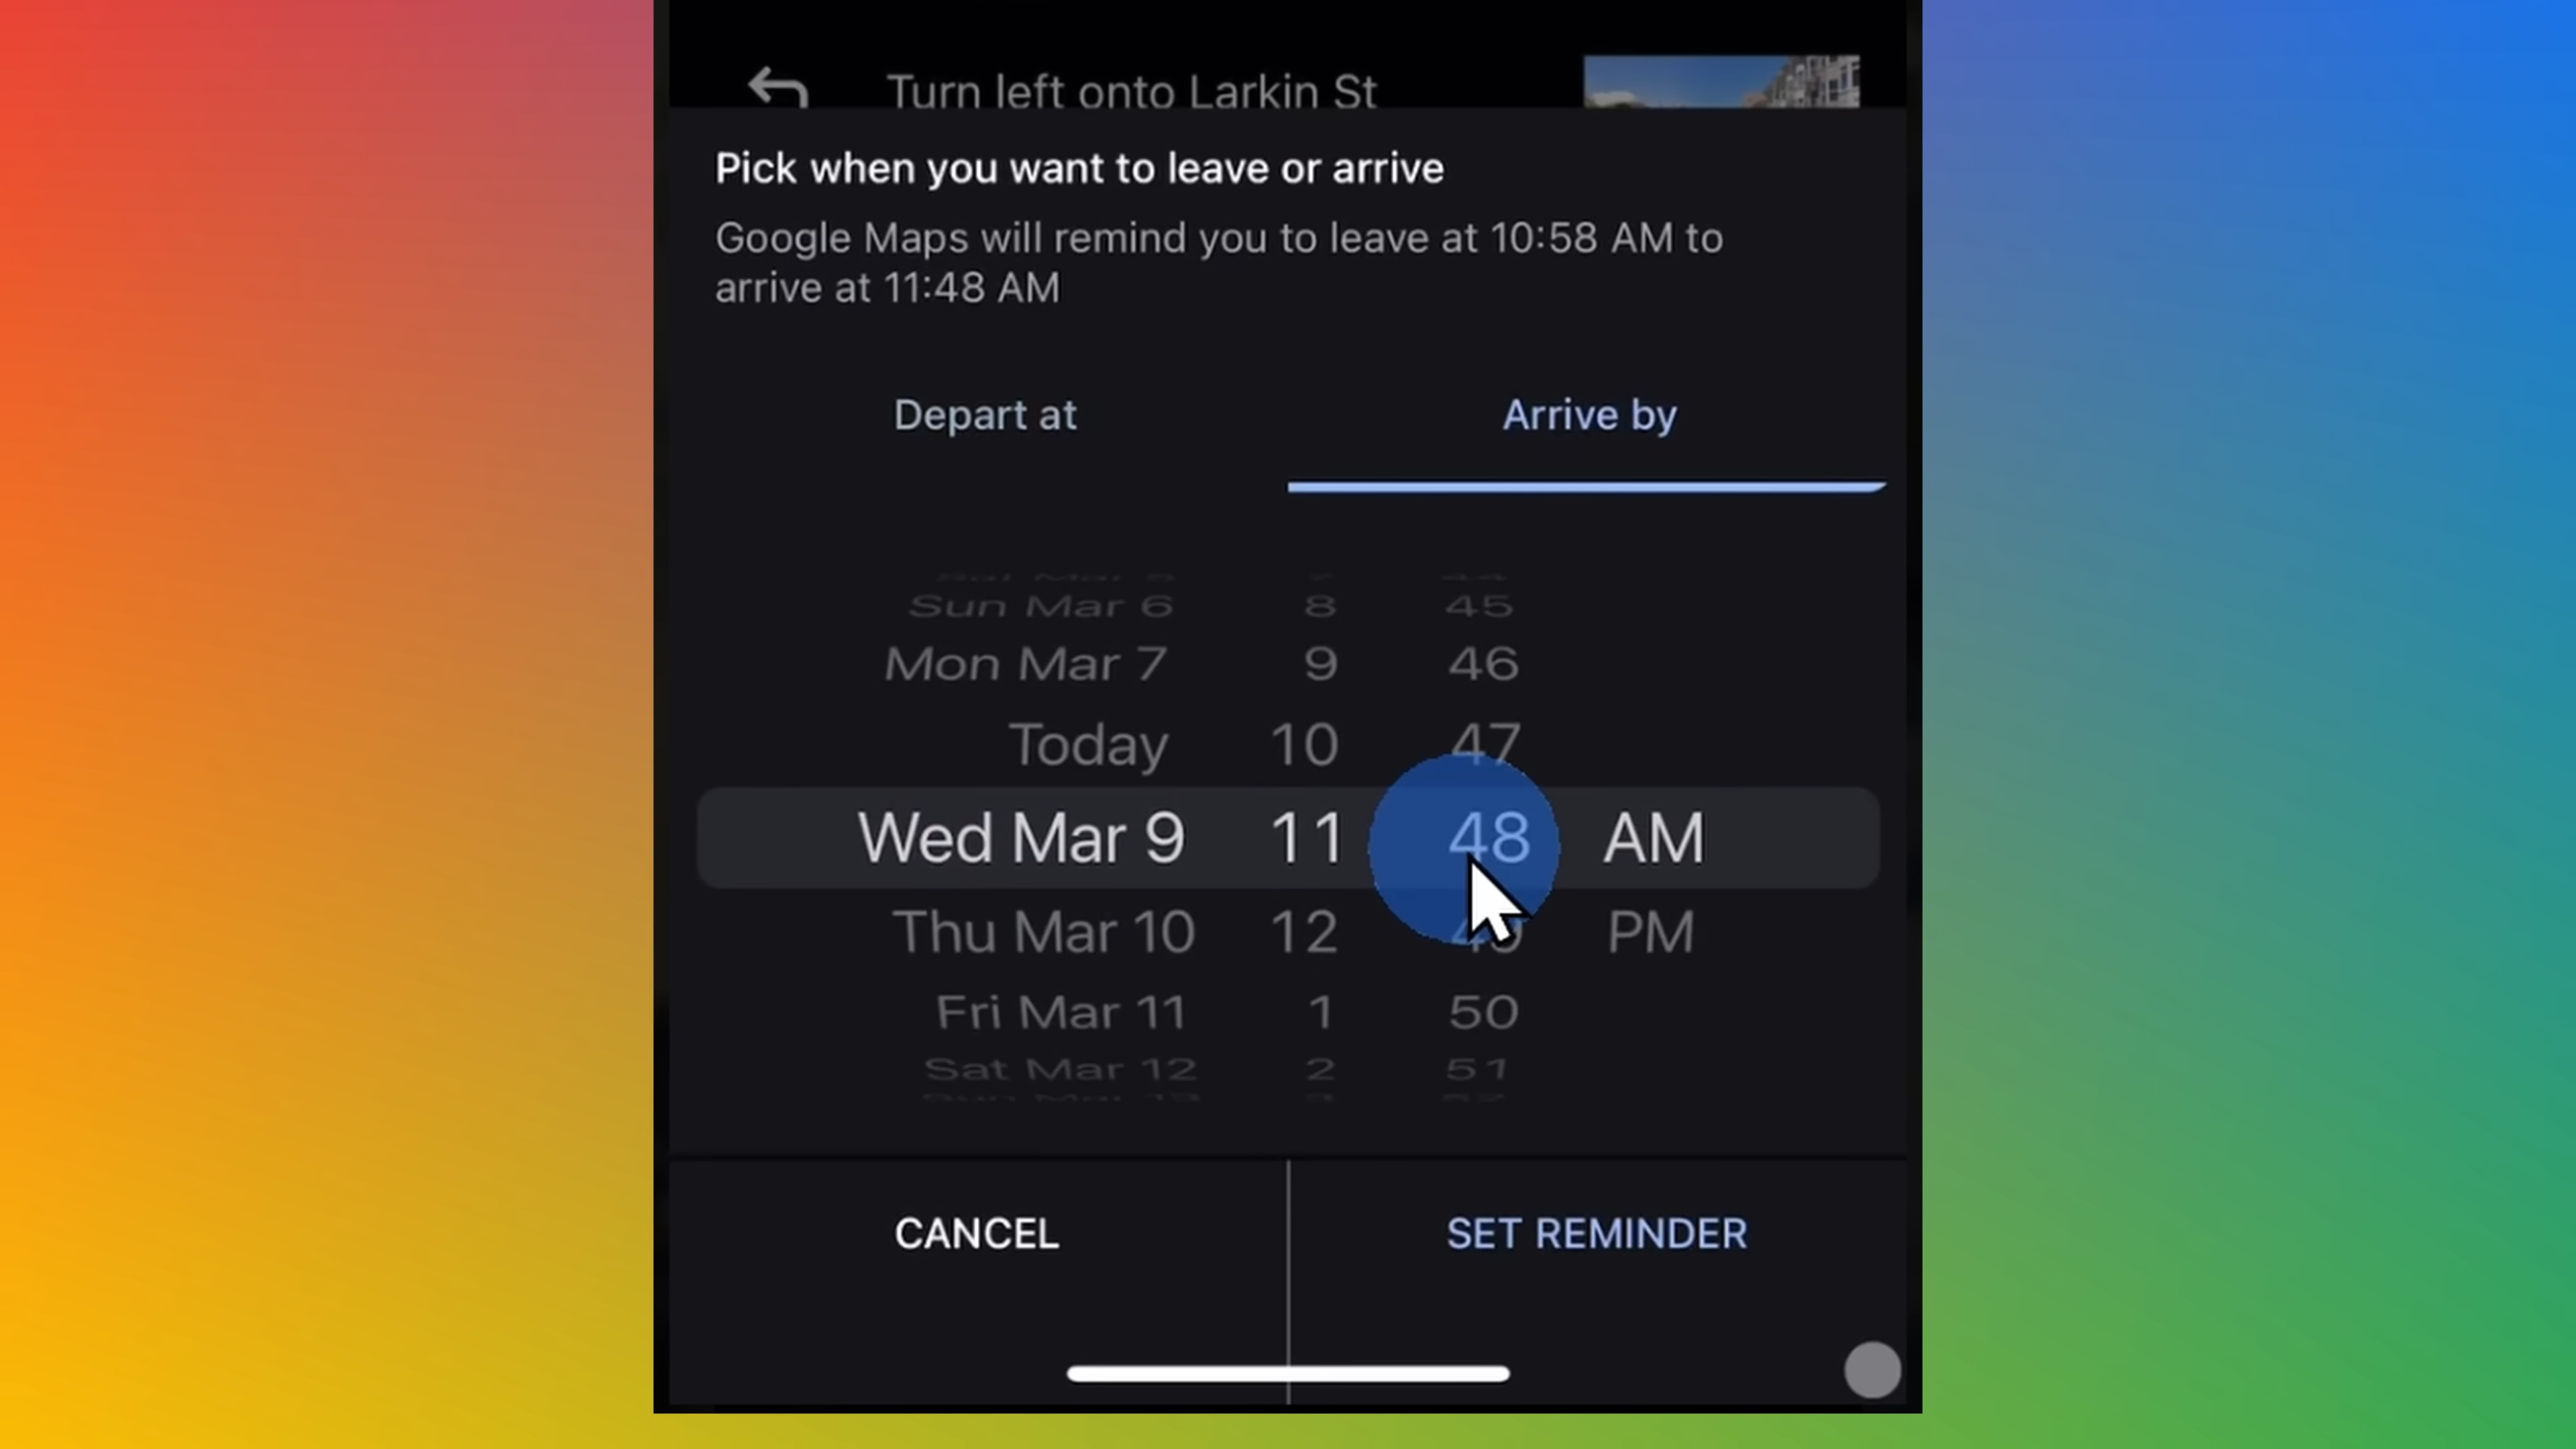 Turn left onto Larkin St
Pick when you want to leave or arrive
Google Maps will remind you to leave at 10:58 AM to
arrive at 11:48 AM
Depart at Arrive by
Sun Mar 6 8 45
Mon Mar 7 9 46
Today 10 47
Wed Mar 9 11 48 AM
Thu Mar 10 12 49 PM
Fri Mar 11 1 50
Sat Mar 12 2 51
CANCEL SET REMINDER